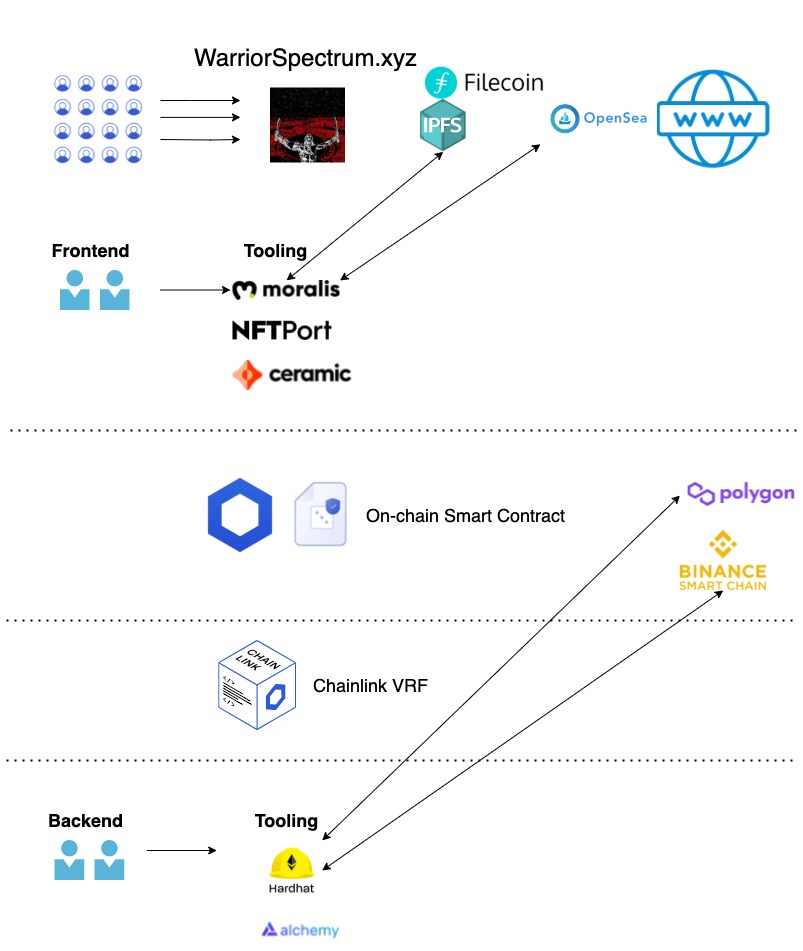 WarriorSpectrum.xyz
Filecoin
IPFS
OpenSea
WWW
Frontend
Tooling
moralis
NFTPort
ceramic
On-chain Smart Contract
polygon
BINANCE
SMART CHAIN
CHAIN
LINK
</>
</>
Chainlink VRF
Backend
Tooling
Hardhat
alchemy